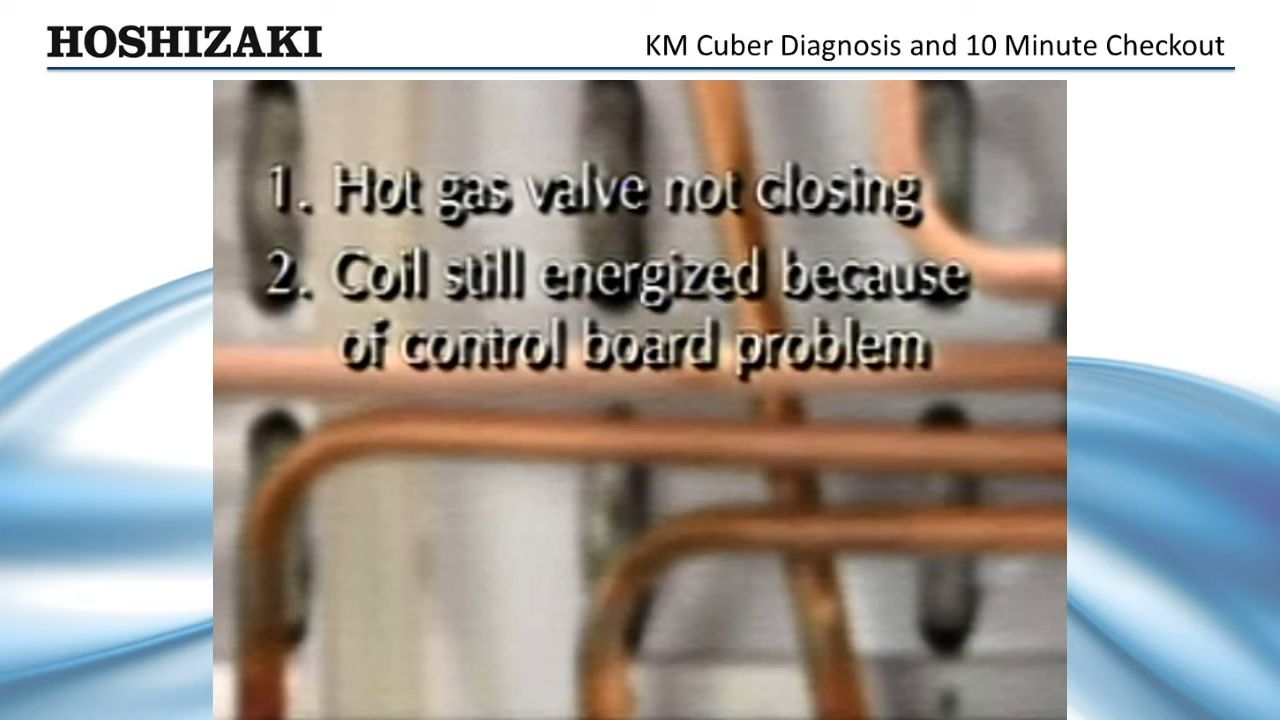 HOSHIZAKI
KM Cuber Diagnosis and 10 Minute Checkout
1. Hot gas valve not closing
2. Coil still energized because
of control board problem